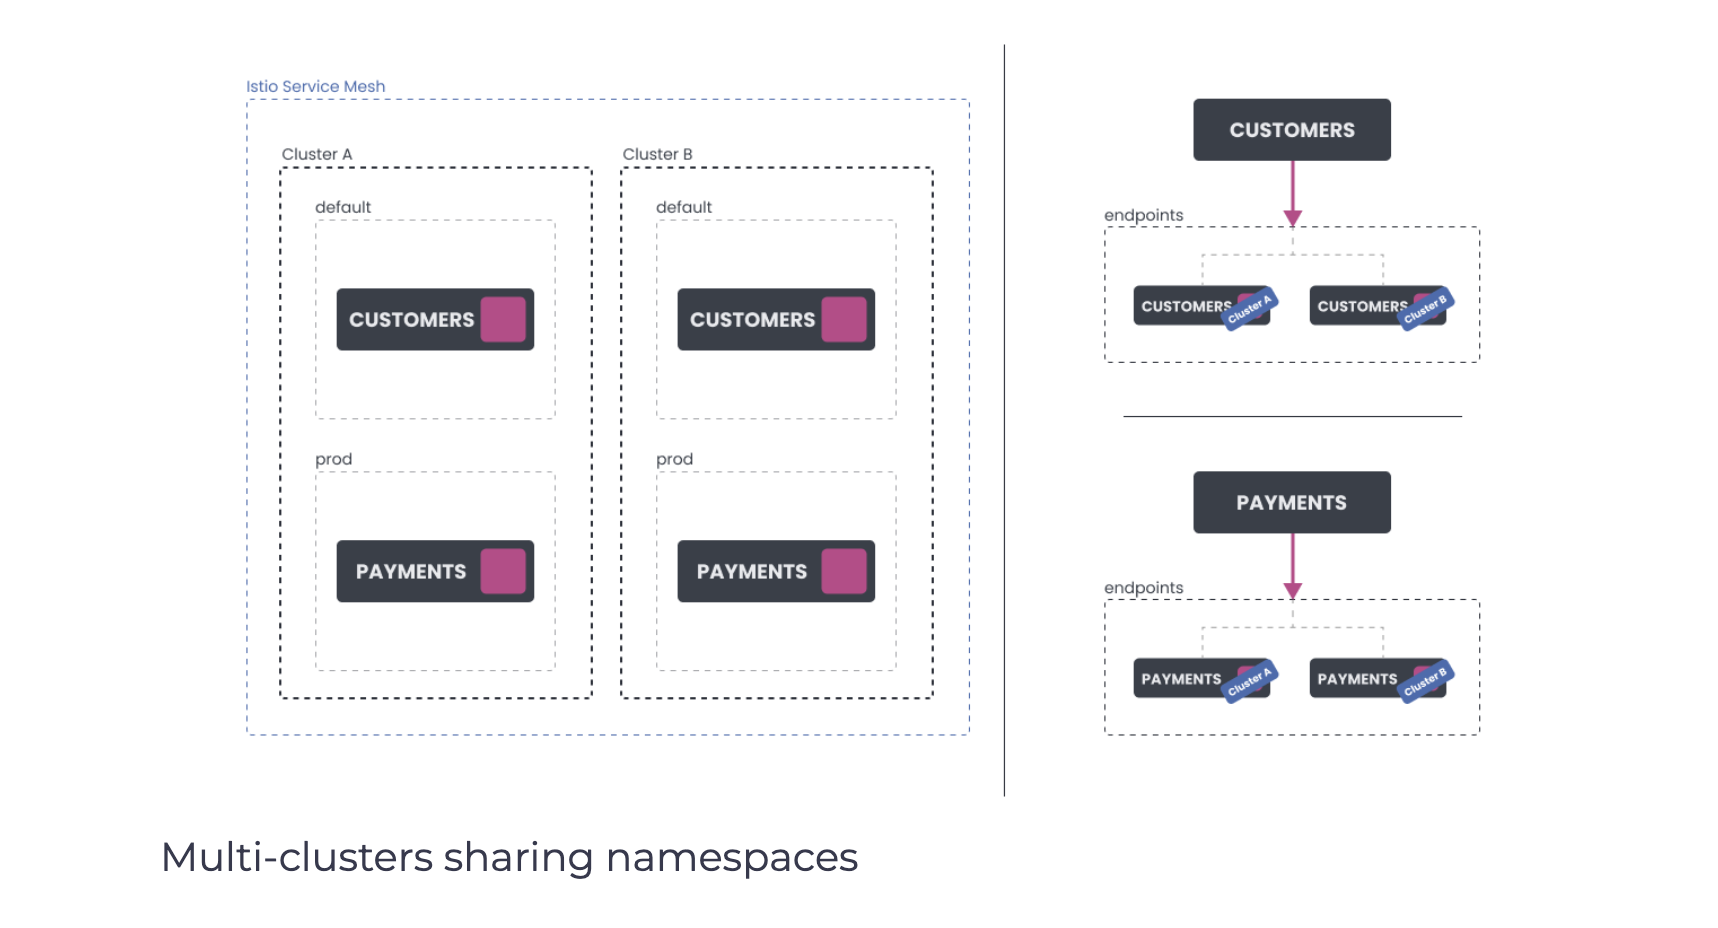 Istio Service Mesh
Cluster A
default
CUSTOMERS
prod
PAYMENTS
Cluster B
default
CUSTOMERS
prod
PAYMENTS
CUSTOMERS
endpoints
CUSTOMERS
Cluster A
CUSTOMERS
Cluster B
PAYMENTS
endpoints
PAYMENTS
Cluster A
PAYMENTS
Cluster B
Multi-clusters sharing namespaces